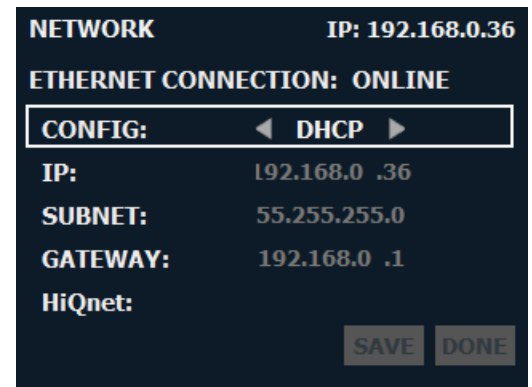 NETWORK IP: 192.168.0.36
ETHERNET CONNECTION: ONLINE
CONFIG: DHCP
IP: 192.168.0 .36
SUBNET: 55.255.255.0
GATEWAY: 192.168.0 .1
HiQnet:
SAVE DONE